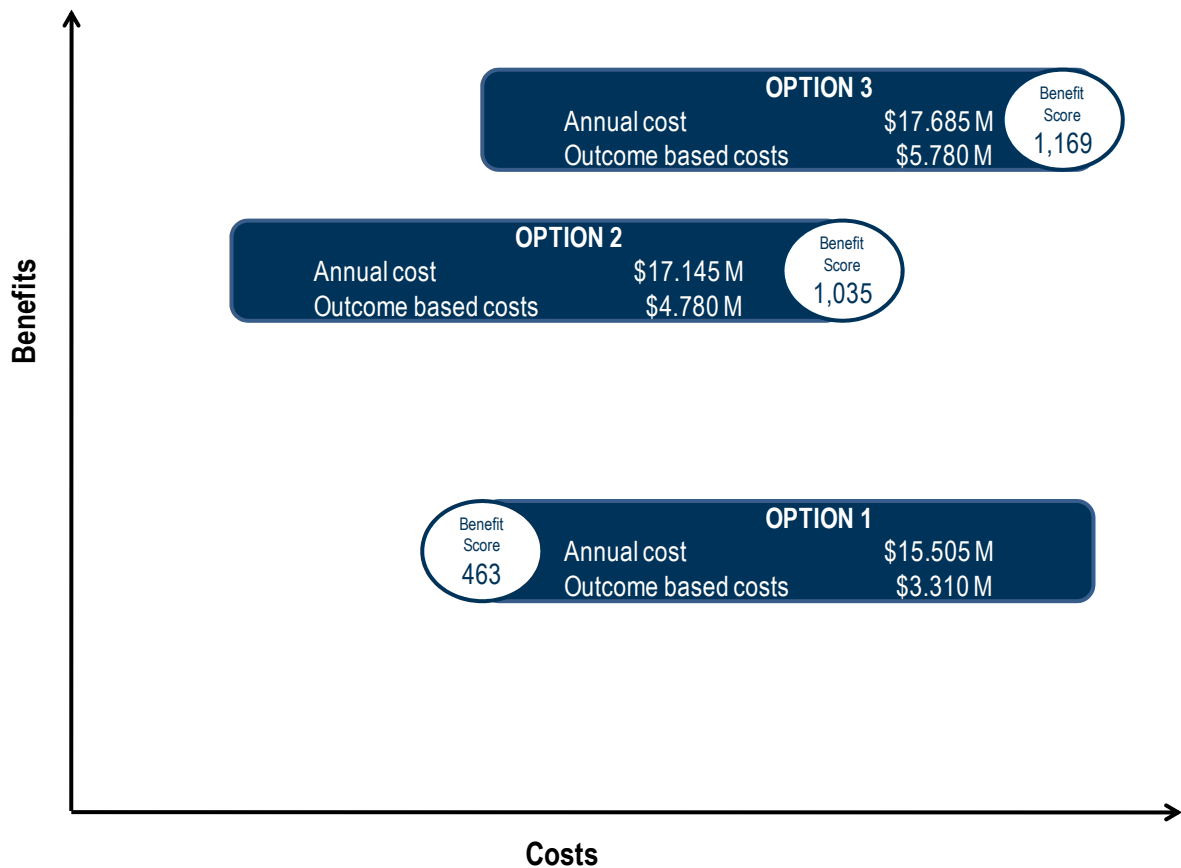 OPTION 3
Annual cost $17.685 M
Outcome based costs $5.780 M
Benefit
Score
1,169
OPTION 2
Annual cost $17.145 M
Outcome based costs $4.780 M
Benefit
Score
1,035
Benefits
Benefit
Score
463
OPTION 1
Annual cost $15.505 M
Outcome based costs $3.310 M
Costs